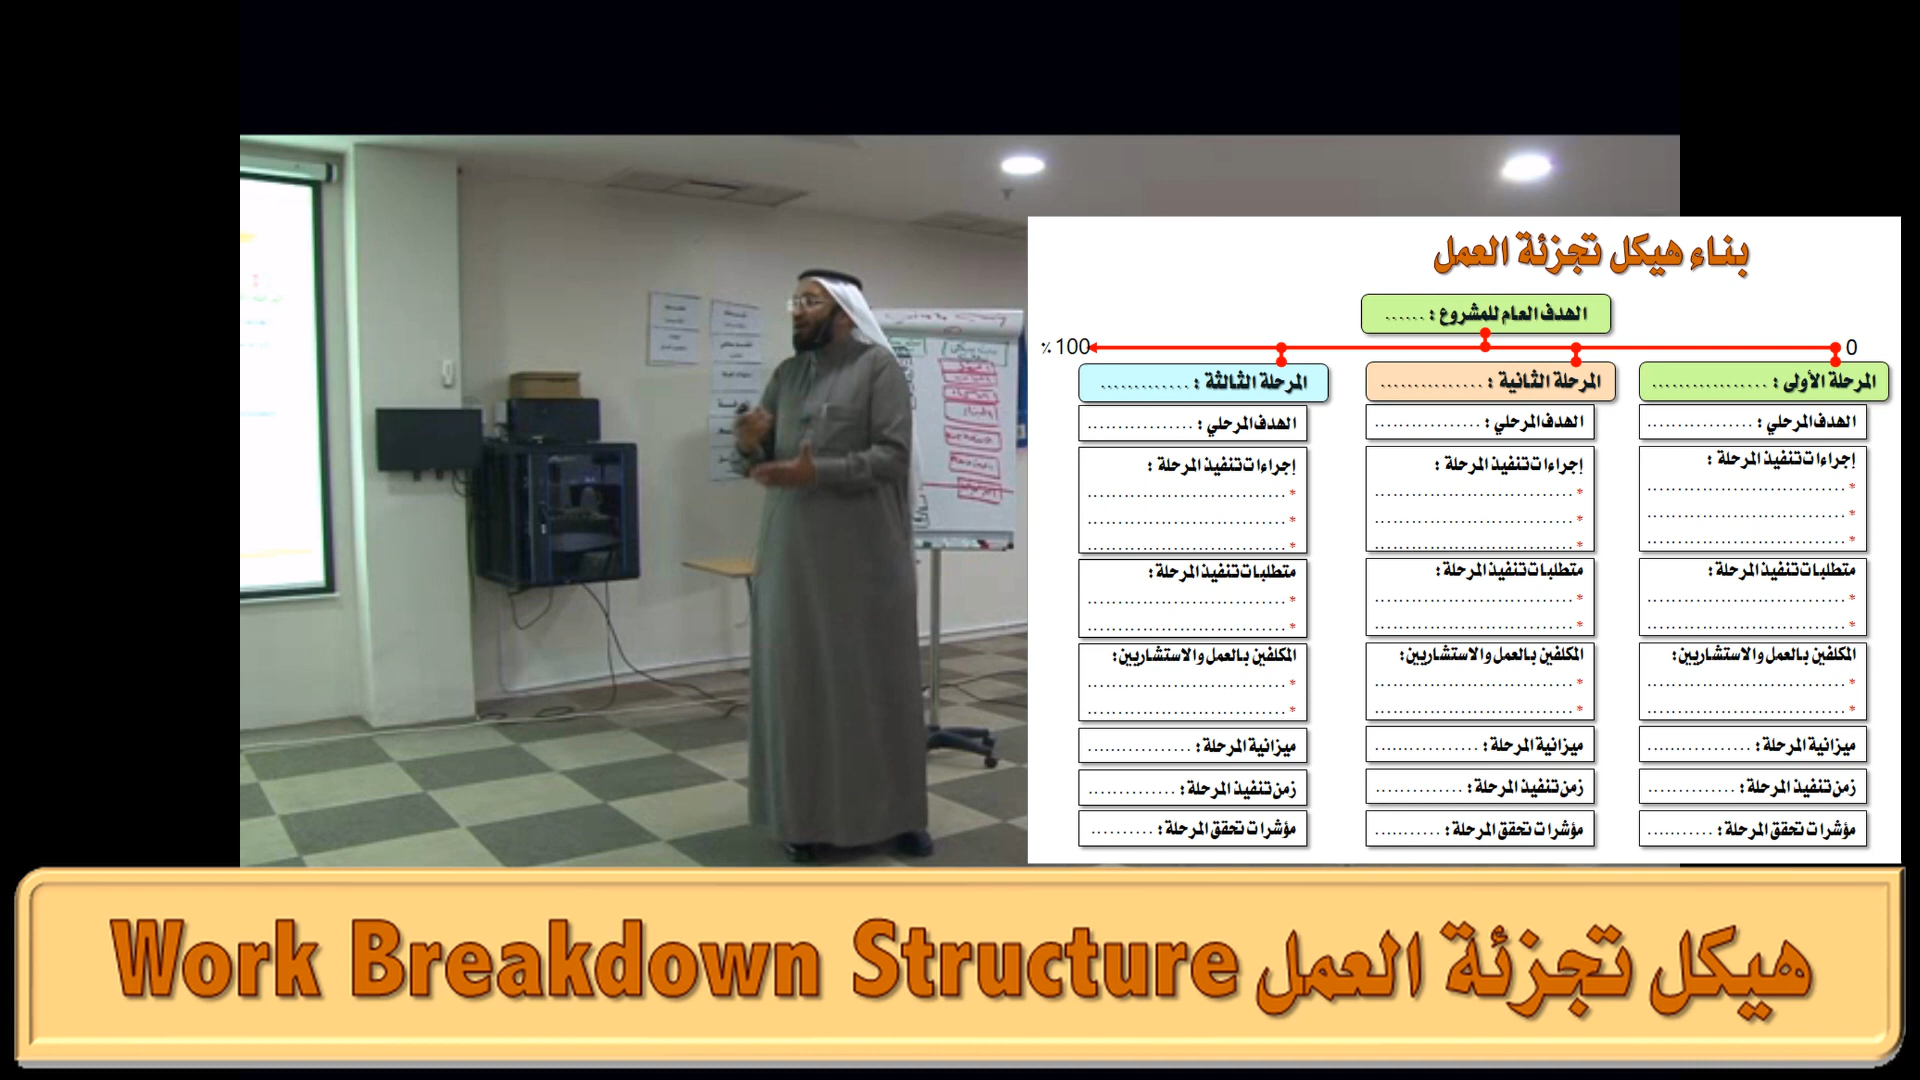 بناء هيكل تجزئة العمل
الهدف العام للمشروع : ......
0
100 ٪
المرحلة الأولى : .................
الهدف المرحلي : .................
إجراءات تنفيذ المرحلة :
* .................................
* .................................
* .................................
متطلبات تنفيذ المرحلة :
* .................................
* .................................
المكلفين بالعمل والاستشاريين :
* .................................
* .................................
ميزانية المرحلة : .................
زمن تنفيذ المرحلة : ..............
مؤشرات تحقق المرحلة : ...........
المرحلة الثانية : ...............
الهدف المرحلي : .................
إجراءات تنفيذ المرحلة :
* .................................
* .................................
* .................................
متطلبات تنفيذ المرحلة :
* .................................
* .................................
المكلفين بالعمل والاستشاريين :
* .................................
* .................................
ميزانية المرحلة : .................
زمن تنفيذ المرحلة : ..............
مؤشرات تحقق المرحلة : ...........
المرحلة الثالثة : .............
الهدف المرحلي : .................
إجراءات تنفيذ المرحلة :
* .................................
* .................................
* .................................
متطلبات تنفيذ المرحلة :
* .................................
* .................................
المكلفين بالعمل والاستشاريين :
* .................................
* .................................
ميزانية المرحلة : .................
زمن تنفيذ المرحلة : ..............
مؤشرات تحقق المرحلة : ..........
هيكل تجزئة العمل Work Breakdown Structure